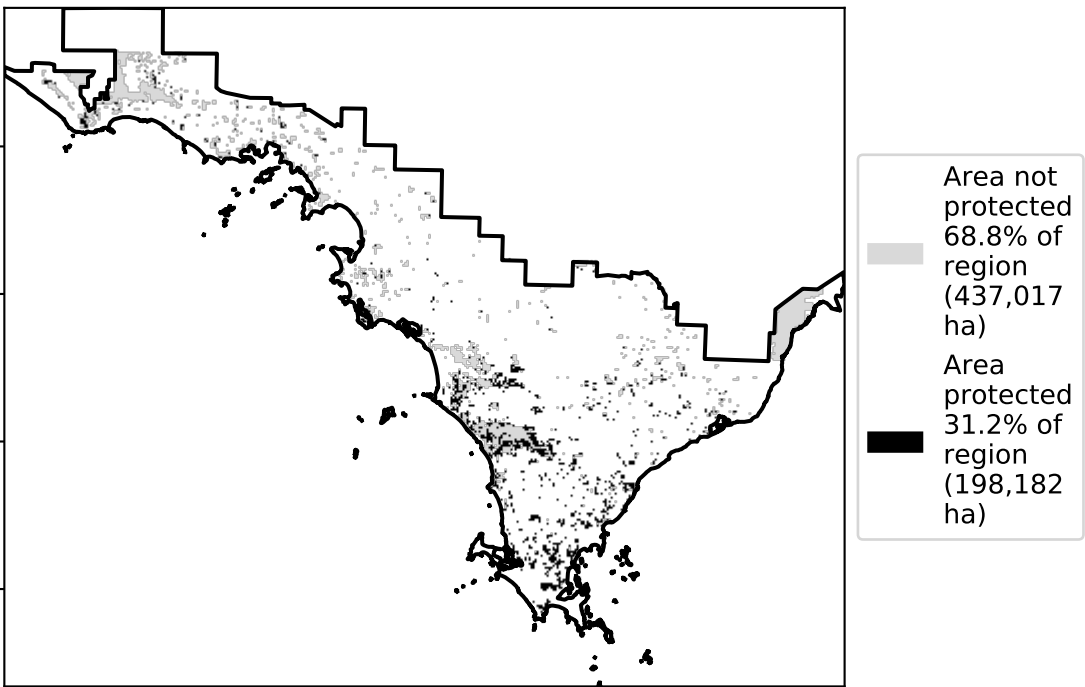 Area not
protected
68.8% of
region
(437,017
ha)
Area
protected
31.2% of
region
(198,182
ha)